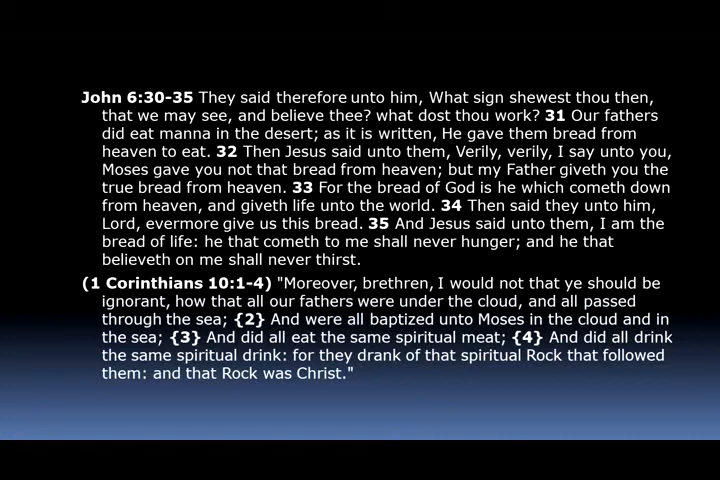 John 6:30-35 They said therefore unto him, What sign shewest thou then,
that we may see, and believe thee? what dost thou work? 31 Our fathers
did eat manna in the desert; as it is written, He gave them bread from
heaven to eat. 32 Then Jesus said unto them, Verily, verily, I say unto you,
Moses gave you not that bread from heaven; but my Father giveth you the
true bread from heaven. 33 For the bread of God is he which cometh down
from heaven, and giveth life unto the world. 34 Then said they unto him,
Lord, evermore give us this bread. 35 And Jesus said unto them, I am the
bread of life: he that cometh to me shall never hunger; and he that
believeth on me shall never thirst.
(1 Corinthians 10:1-4) "Moreover, brethren, I would not that ye should be
ignorant, how that all our fathers were under the cloud, and all passed
through the sea; {2} And were all baptized unto Moses in the cloud and in
the sea; {3} And did all eat the same spiritual meat; {4} And did all drink
the same spiritual drink: for they drank of that spiritual Rock that followed
them: and that Rock was Christ."